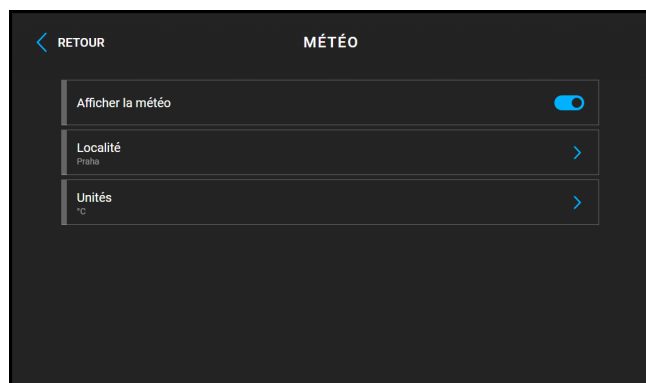 RETOUR
MÉTÉO
Afficher la météo
Localité
Praha
Unités
°C